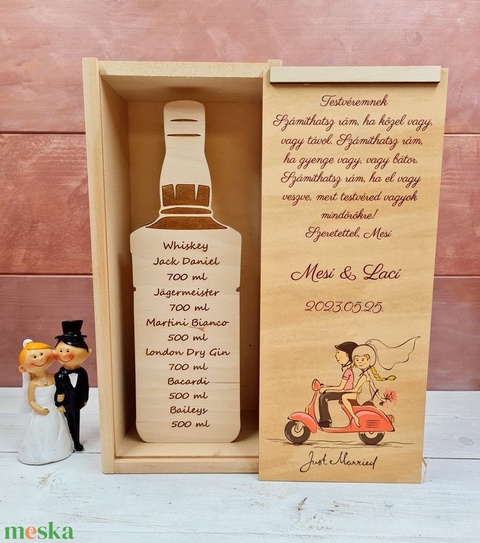 Whiskey
Jack Daniel
700 ml
Jägermeister
700 ml
Martini Bianco
500 ml
london Dry Gin
700 ml
Bacardi
500 ml
Baileys
500 ml
Testvéremnek
Számíthatsz rám, ha közel vagy,
vagy távol. Számíthatsz rám,
ha gyenge vagy, vagy bátor.
Számíthatsz rám, ha el vagy
veszve, mert testvéred vagyok
mindörökre!
Szeretettel, Mesi
Mesi & Laci
2023.05.25.
Just Married
meska